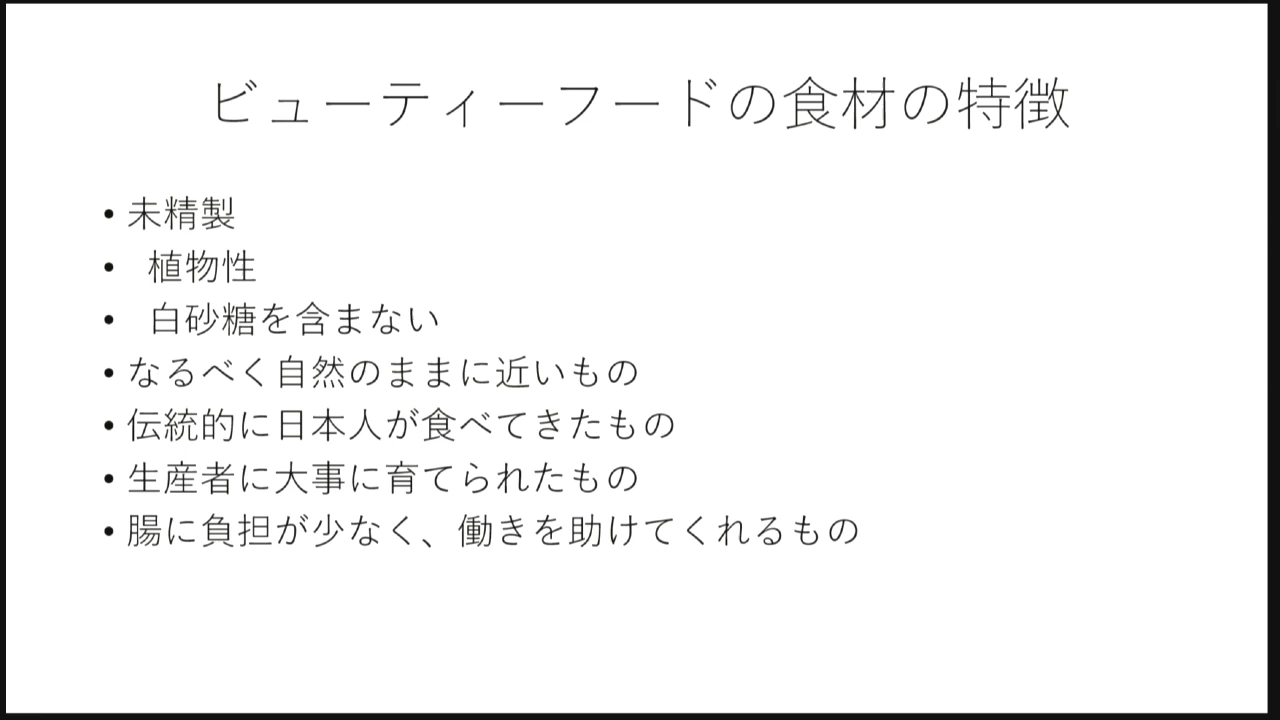 ビューティーフードの食材の特徴
• 未精製
• 植物性
• 白砂糖を含まない
• なるべく自然のままに近いもの
• 伝統的に日本人が食べてきたもの
• 生産者に大事に育てられたもの
• 腸に負担が少なく、働きを助けてくれるもの